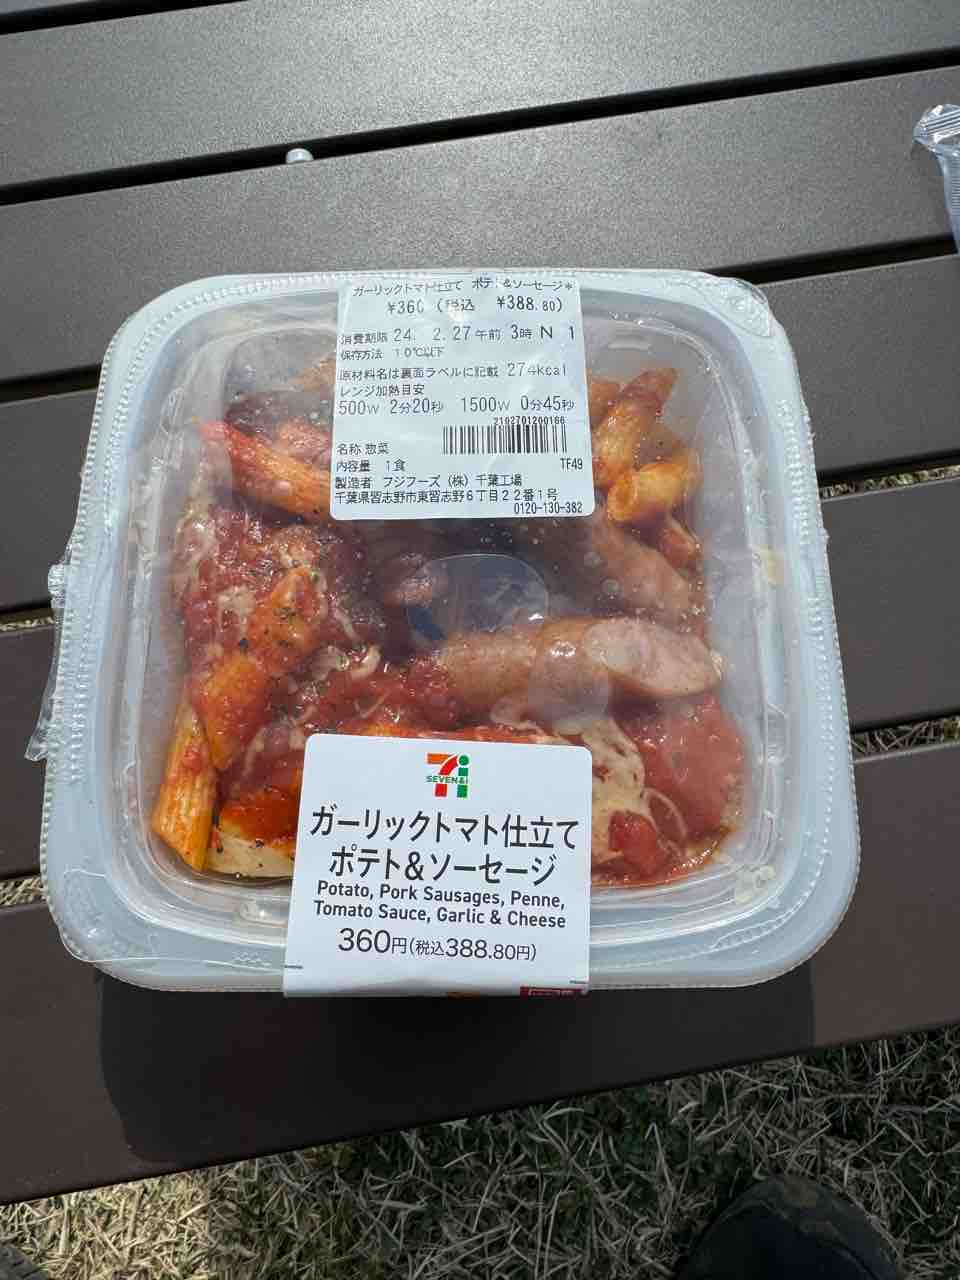 ガーリックトマト仕立て ポテト&ソーセージ*
¥360 (税込 ¥388.80)
消費期限 24. 2.27午前 3時 N 1
保存方法 10℃以下
原材料名は裏面ラベルに記載 274kcal
レンジ加熱目安
500W 2分20秒 1500W 0分45秒
2102701200166
名称 惣菜
内容量 1食 TF49
製造者 フジフーズ(株)千葉工場
千葉県習志野市東習志野6丁目22番1号
0120-130-382
SEVEN&i
ガーリックトマト仕立て
ポテト&ソーセージ
Potato, Pork Sausages, Penne,
Tomato Sauce, Garlic & Cheese
360円(税込388.80円)